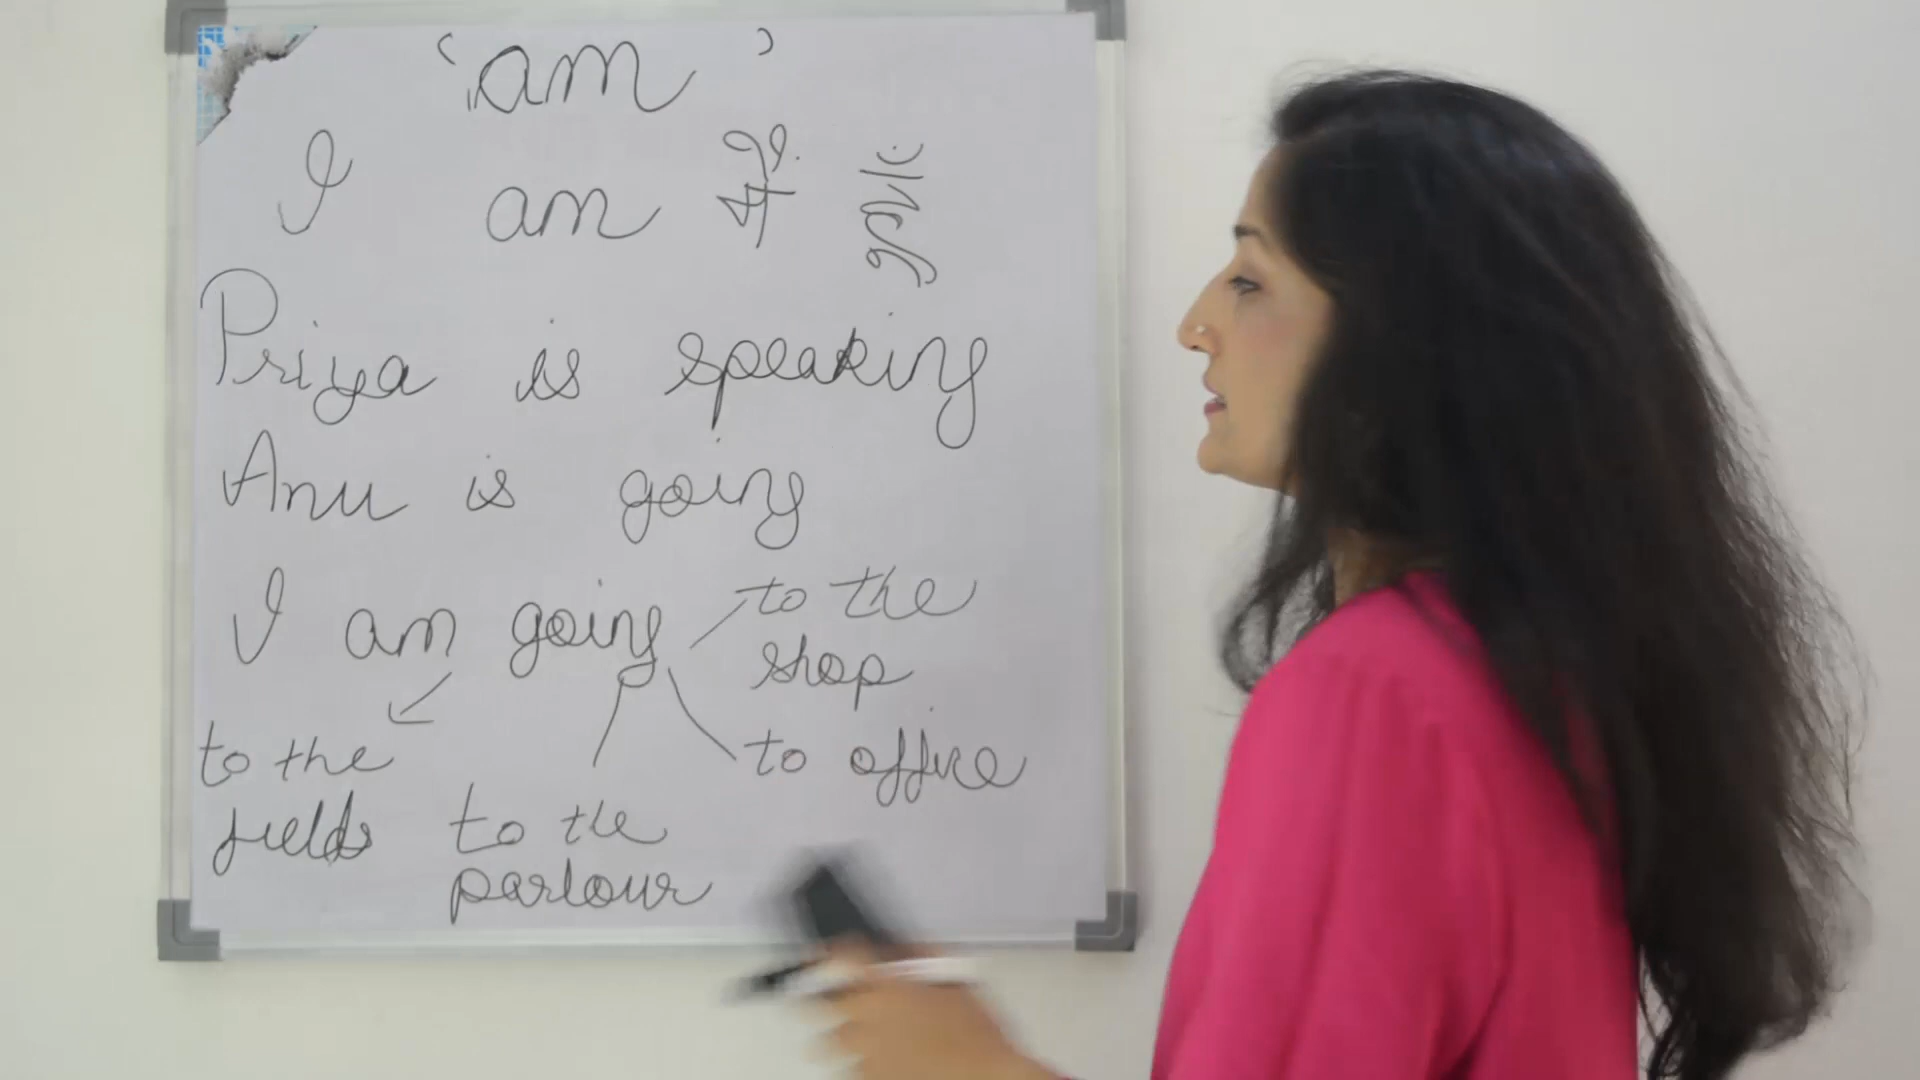 'am'
I am
Priya is speaking
Anu is going
I am going to the
shop
to the to office
fields to the
parlour